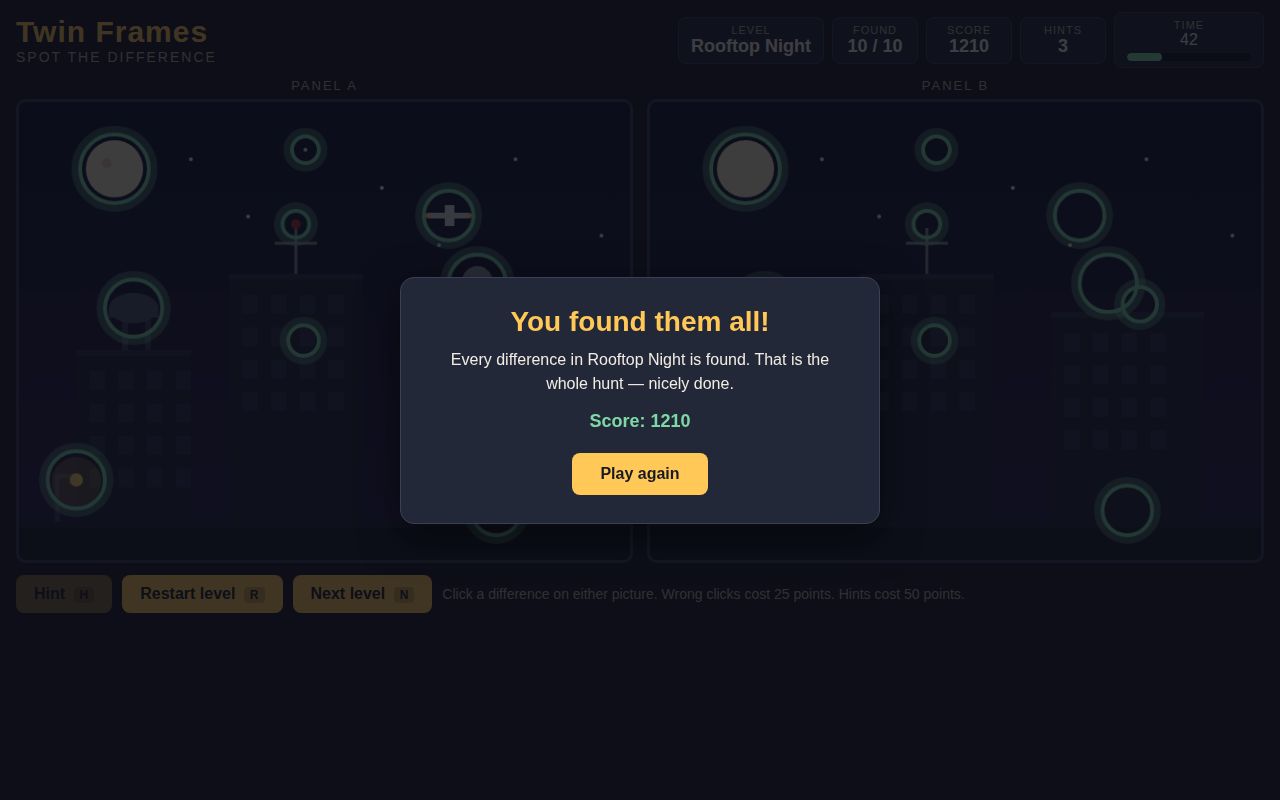 Twin Frames
SPOT THE DIFFERENCE
LEVEL
Rooftop Night
FOUND
10 / 10
SCORE
1210
HINTS
3
TIME
42
PANEL A
PANEL B
You found them all!
Every difference in Rooftop Night is found. That is the
whole hunt — nicely done.
Score: 1210
Play again
Hint H
Restart level R
Next level N
Click a difference on either picture. Wrong clicks cost 25 points. Hints cost 50 points.